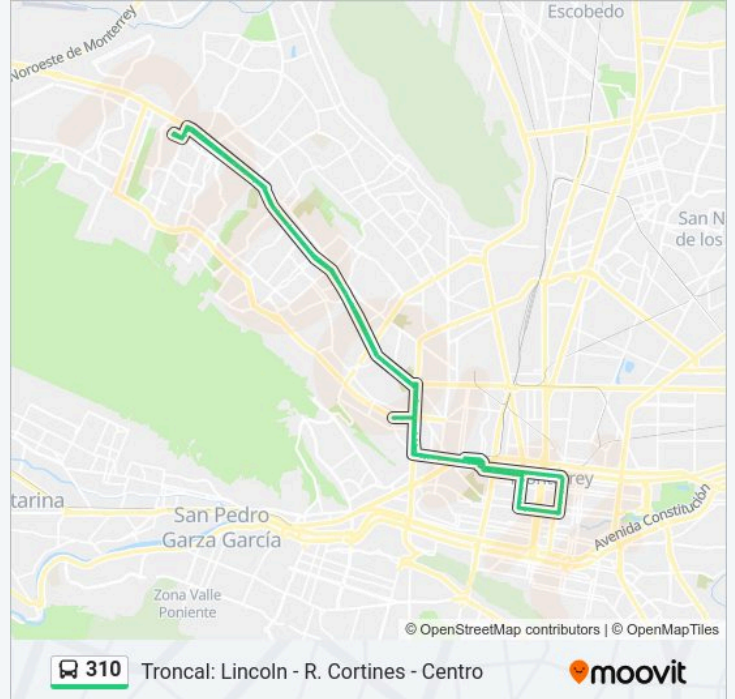 Escobedo
Noroeste de Monterrey
San N
de los
rrey
tarina
San Pedro
Garza García
Avenida Constitución
Zona Valle
Poniente
© OpenStreetMap contributors | © OpenMapTiles
310 Troncal: Lincoln - R. Cortines - Centro
moovit